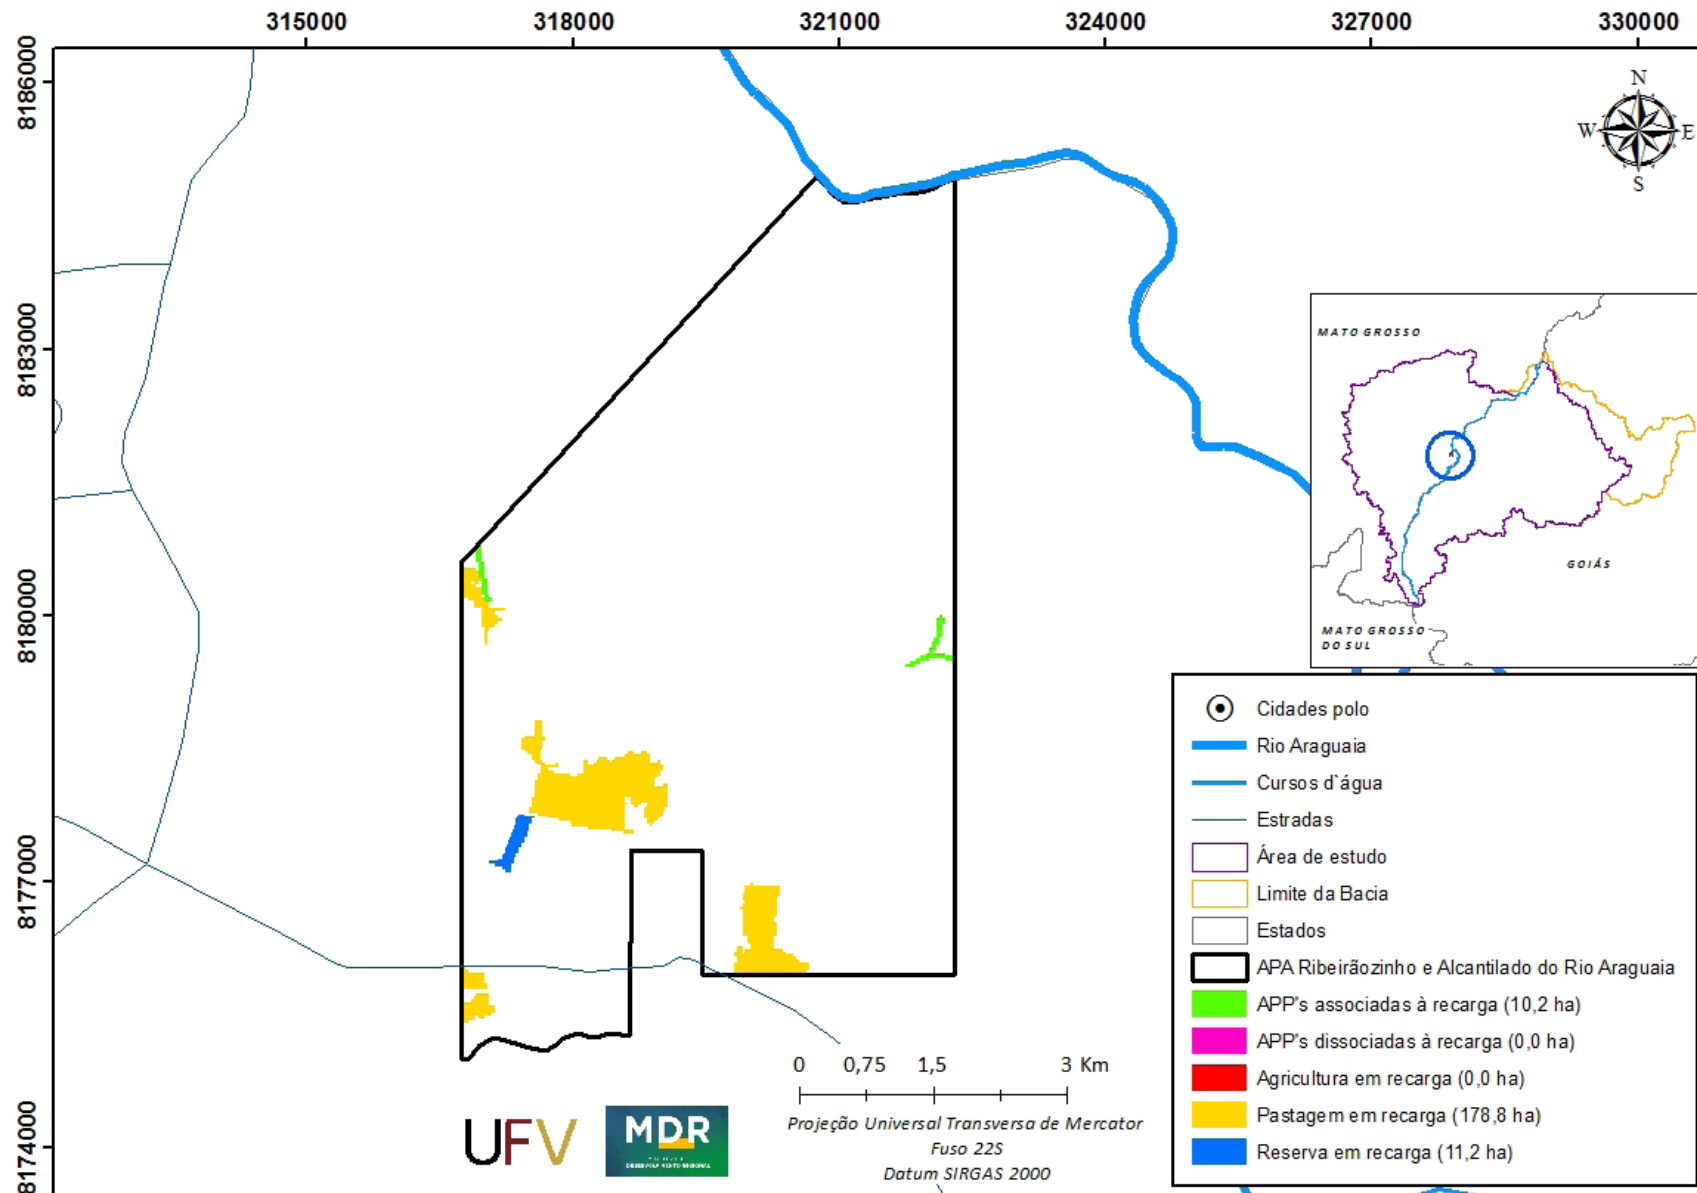 315000 318000 321000 324000 327000 330000
8186000
8183000
8180000
8177000
8174000
N
W E
S
MATO GROSSO
GOIÁS
MATO GROSSO
DO SUL
Cidades polo
Rio Araguaia
Cursos d`água
Estradas
Área de estudo
Limite da Bacia
Estados
APA Ribeirãozinho e Alcantilado do Rio Araguaia
APP's associadas à recarga (10,2 ha)
APP's dissociadas à recarga (0,0 ha)
Agricultura em recarga (0,0 ha)
Pastagem em recarga (178,8 ha)
Reserva em recarga (11,2 ha)
0 0,75 1,5 3 Km
Projeção Universal Transversa de Mercator
Fuso 22S
Datum SIRGAS 2000
UFV
MDR
DESENVOLVIMENTO REGIONAL